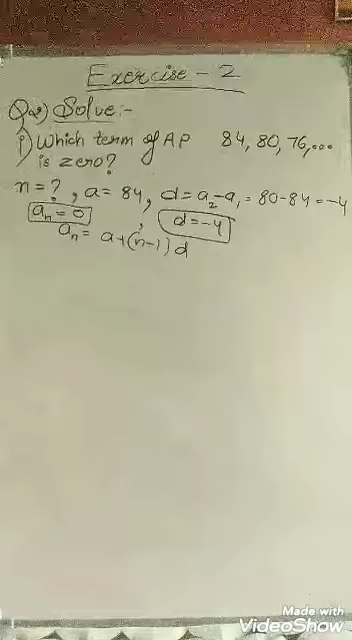 Exercise - 2
Q2) Solve:-
i) Which term of AP 84, 80, 76,...
is zero?
n = ?, a = 84, d = a₂ - a₁ = 80 - 84 = -4
aₙ = 0, d = -4
aₙ = a + (n-1) d
Made with
VideoShow